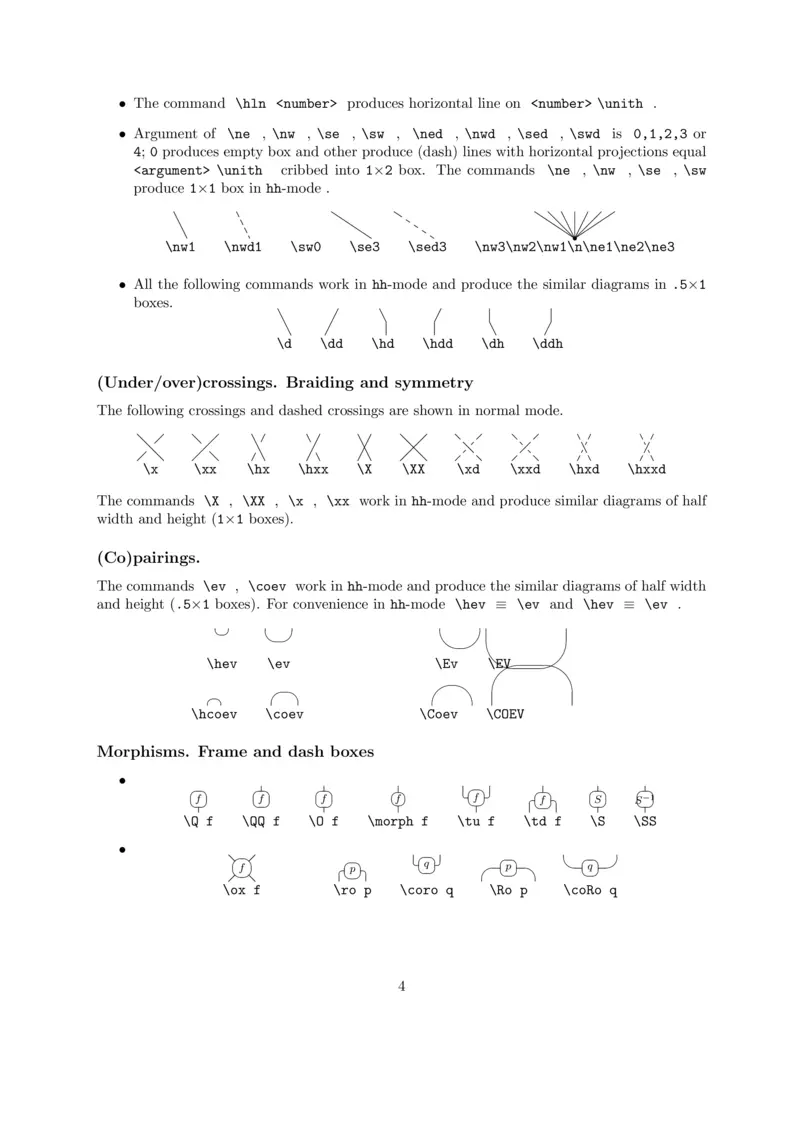 • The command \hln <number> produces horizontal line on <number> \unith .
• Argument of \ne , \nw , \se , \sw , \ned , \nwd , \sed , \swd is 0,1,2,3 or
4; 0 produces empty box and other produce (dash) lines with horizontal projections equal
<argument> \unith cribbed into 1×2 box. The commands \ne , \nw , \se , \sw
produce 1×1 box in hh-mode .
\nw1 \nwd1 \sw0 \se3 \sed3 \nw3\nw2\nw1\n\ne1\ne2\ne3
• All the following commands work in hh-mode and produce the similar diagrams in .5×1
boxes.
\d \dd \hd \hdd \dh \ddh
(Under/over)crossings. Braiding and symmetry
The following crossings and dashed crossings are shown in normal mode.
\x \xx \hx \hxx \X \XX \xd \xxd \hxd \hxxd
The commands \X , \XX , \x , \xx work in hh-mode and produce similar diagrams of half
width and height (1×1 boxes).
(Co)pairings.
The commands \ev , \coev work in hh-mode and produce the similar diagrams of half width
and height (.5×1 boxes). For convenience in hh-mode \hev ≡ \ev and \hev ≡ \ev .
\hev \ev \Ev \EV
\hcoev \coev \Coev \COEV
Morphisms. Frame and dash boxes
•
f f f f f f S S−1
\Q f \QQ f \O f \morph f \tu f \td f \S \SS
•
f p q p q
\ox f \ro p \coro q \Ro p \coRo q
4